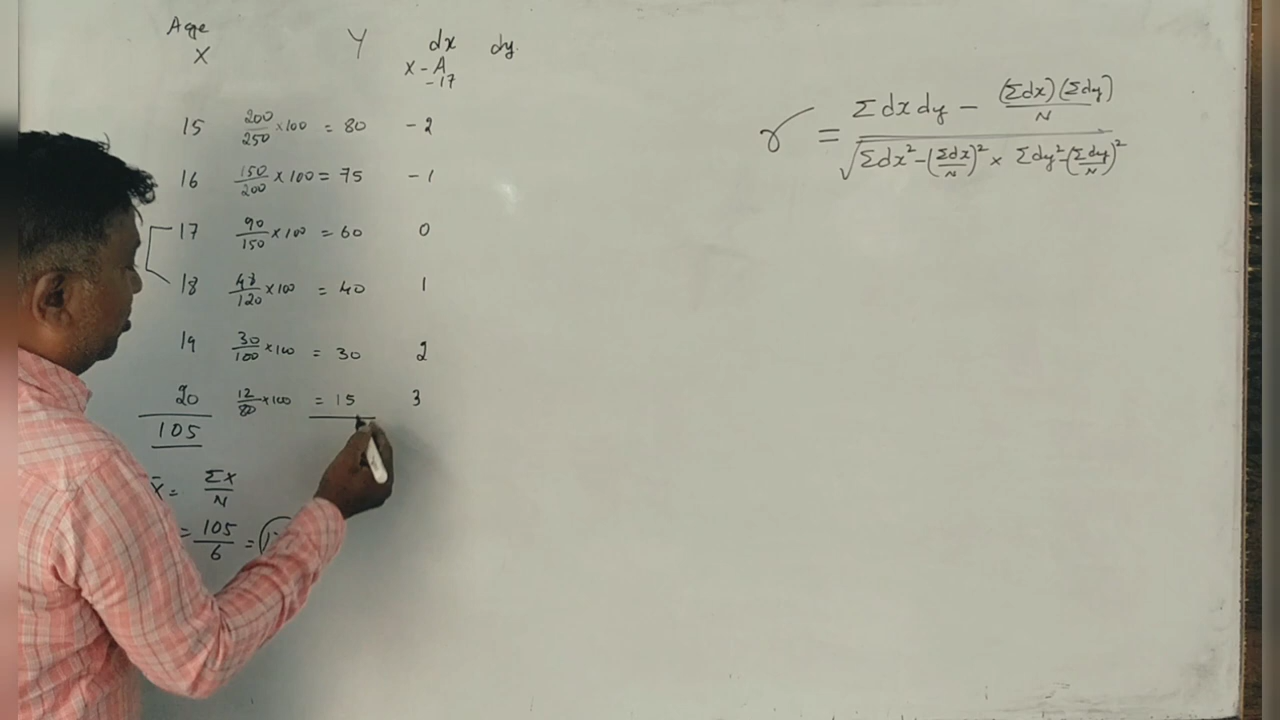 Age
X Y dx dy
X - A
-17
15 200/250 × 100 = 80 -2
16 150/200 × 100 = 75 -1
17 90/150 × 100 = 60 0
18 48/120 × 100 = 40 1
19 30/100 × 100 = 30 2
20 12/80 × 100 = 15 3
105
X̄ = ΣX/N
= 105/6 =
r = (Σdxdy - (Σdx)(Σdy)/N) / √(Σdx² - (Σdx/N)² × Σdy² - (Σdy/N)²)